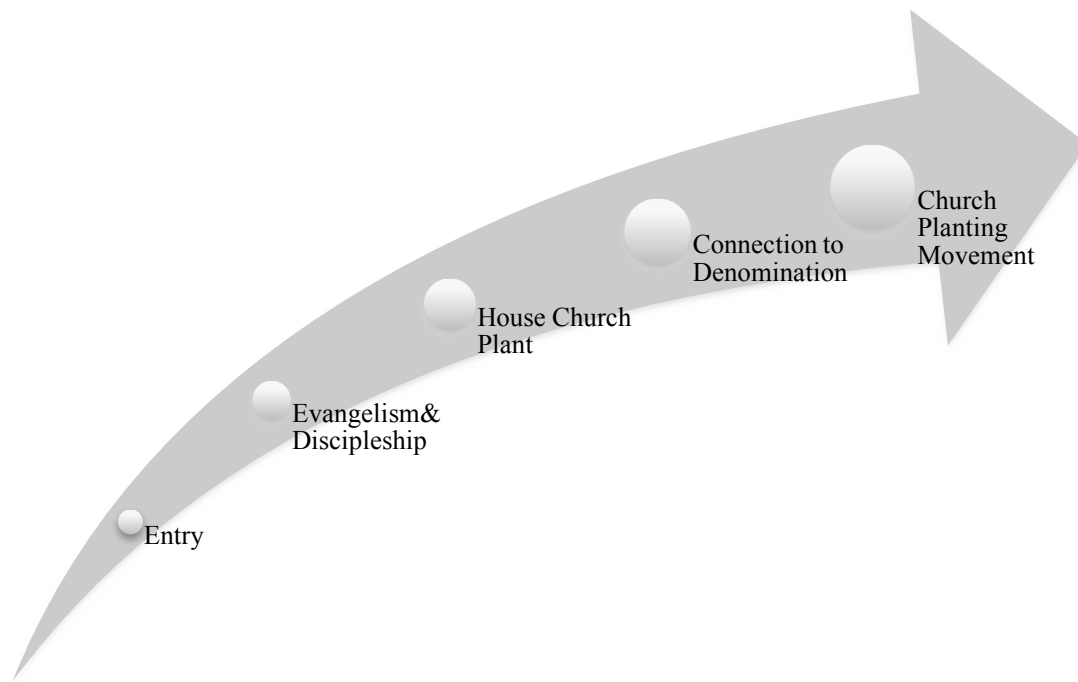 Entry
Evangelism&
Discipleship
House Church
Plant
Connection to
Denomination
Church
Planting
Movement